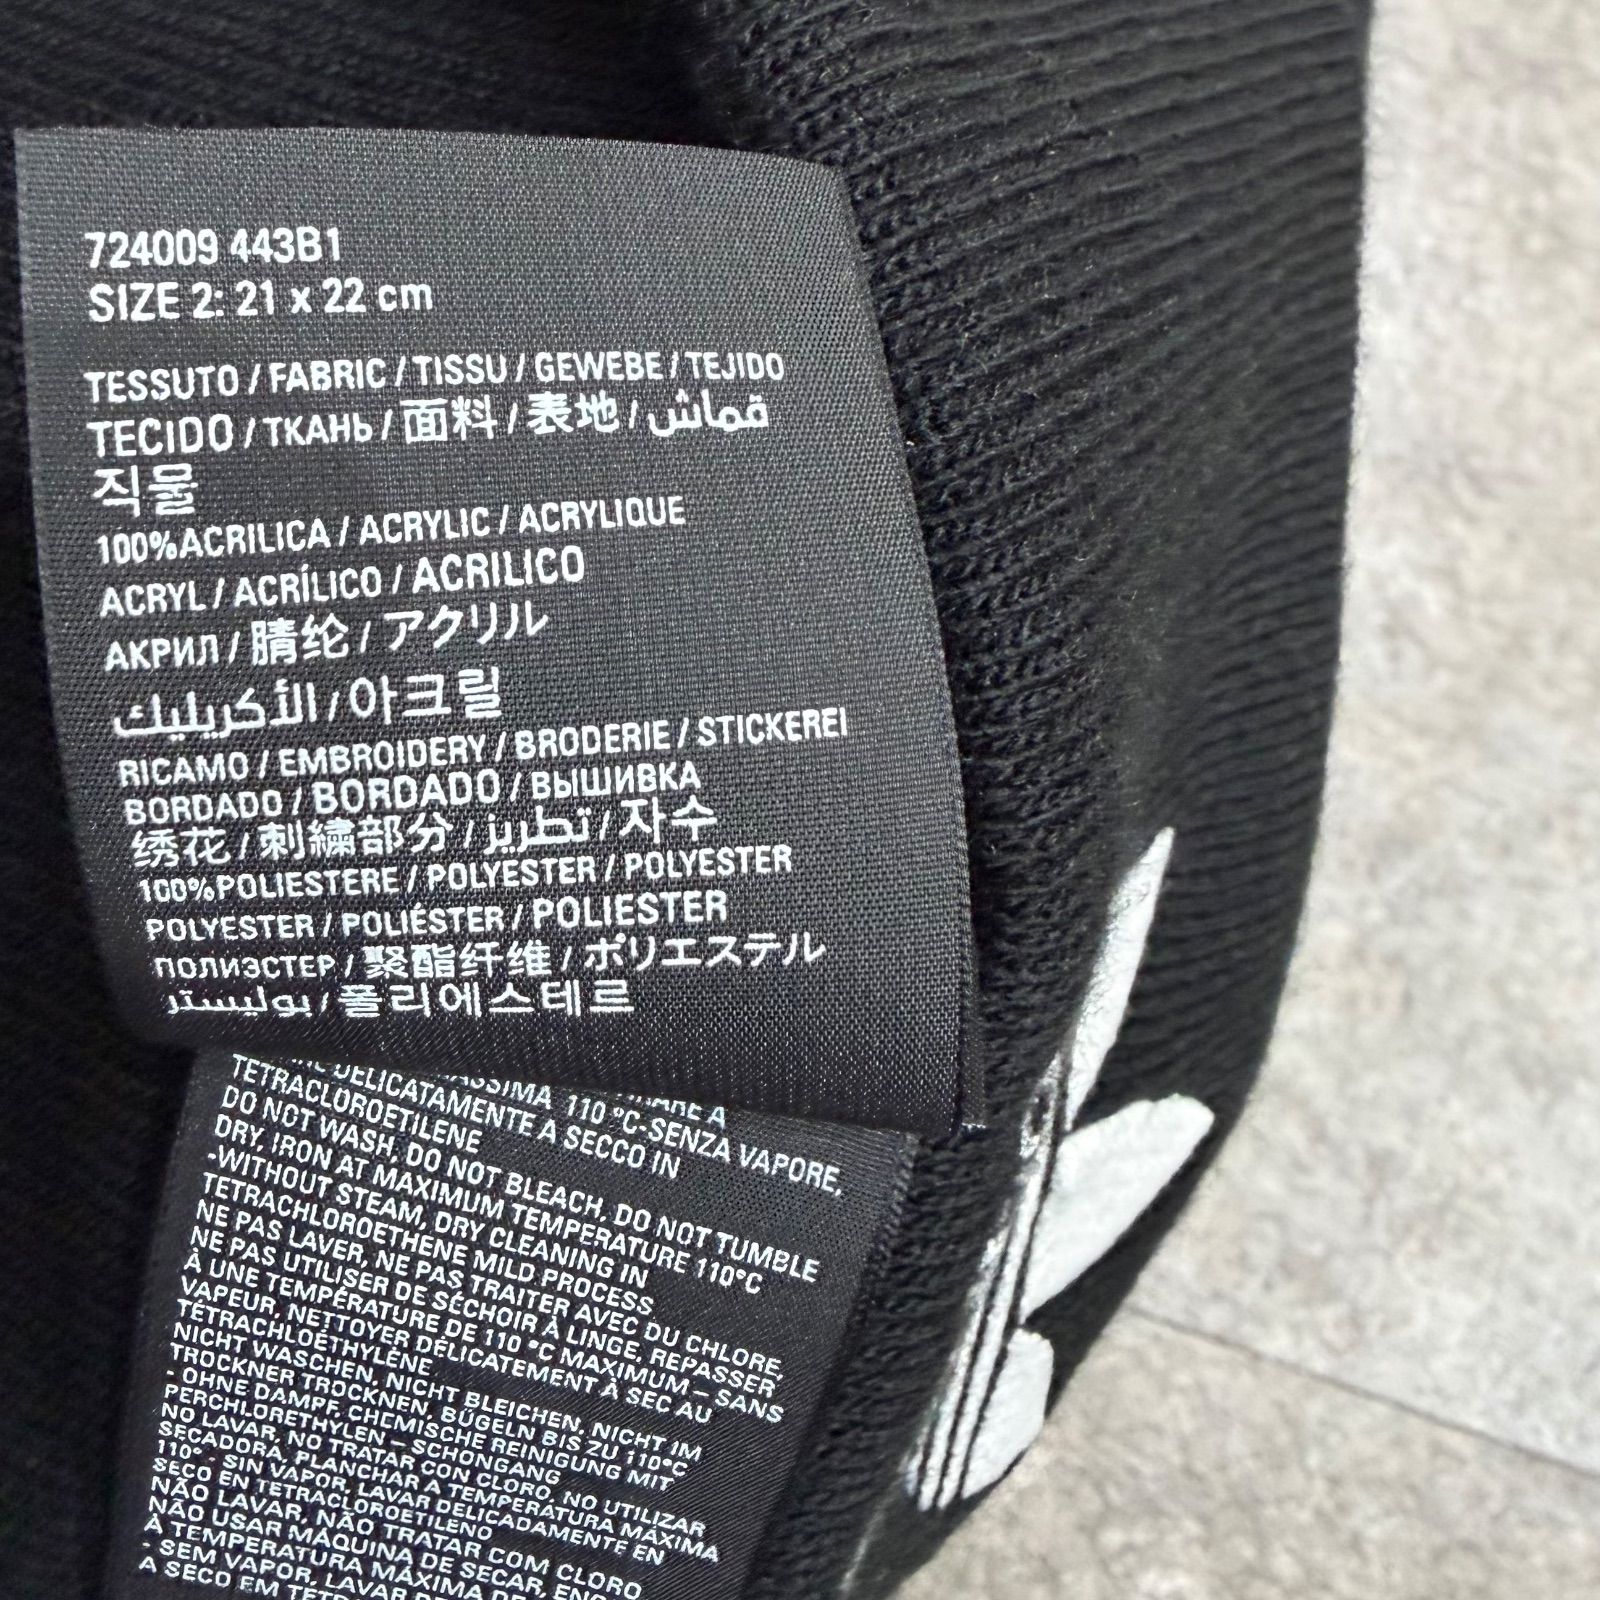 724009 443B1
SIZE 2: 21 x 22 cm
TESSUTO / FABRIC / TISSU / GEWEBE / TEJIDO
TECIDO / ТКАНЬ / 面料 / 表地 / قماش
직물
100%ACRILICA / ACRYLIC / ACRYLIQUE
ACRYL / ACRÍLICO / ACRILICO
АКРИЛ / 腈纶 / アクリル
الأكريليك / 아크릴
RICAMO / EMBROIDERY / BRODERIE / STICKEREI
BORDADO / BORDADO / ВЫШИВКА
绣花 / 刺繍部分 / تطريز / 자수
100%POLIESTERE / POLYESTER / POLYESTER
POLYESTER / POLIÉSTER / POLIESTER
ПОЛИЭСТЕР / 聚酯纤维 / ポリエステル
بوليستر / 폴리에스테르
110 °C-SENZA VAPORE,
DELICATAMENTE A SECCO IN
TETRACLOROETILENE
DO NOT WASH, DO NOT BLEACH, DO NOT TUMBLE
DRY, IRON AT MAXIMUM TEMPERATURE 110°C
-WITHOUT STEAM, DRY CLEANING IN
TETRACHLOROETHENE MILD PROCESS
NE PAS LAVER, NE PAS TRAITER AVEC DU CHLORE,
NE PAS UTILISER DE SÉCHOIR À LINGE, REPASSER
À UNE TEMPÉRATURE DE 110 °C MAXIMUM – SANS
VAPEUR, NETTOYER DÉLICATEMENT À SEC AU
TÉTRACHLOÉTHYLÈNE
NICHT WASCHEN, NICHT BLEICHEN, NICHT IM
TROCKNER TROCKNEN, BÜGELN BIS ZU 110°C
- OHNE DAMPF, CHEMISCHE REINIGUNG MIT
PERCHLORETHYLEN – SCHONGANG
NO LAVAR, NO TRATAR CON CLORO, NO UTILIZAR
SECADORA, PLANCHAR A TEMPERATURA MÁXIMA
110° - SIN VAPOR, LAVAR DELICADAMENTE EN
SECO EN TETRACLOROETILENO
NÃO LAVAR, NÃO TRATAR COM CLORO
NÃO USAR MÁQUINA DE SECAR,
À TEMPERATURA MÁXIMA DE
- SEM VAPOR, LAVAR
A SECO EM